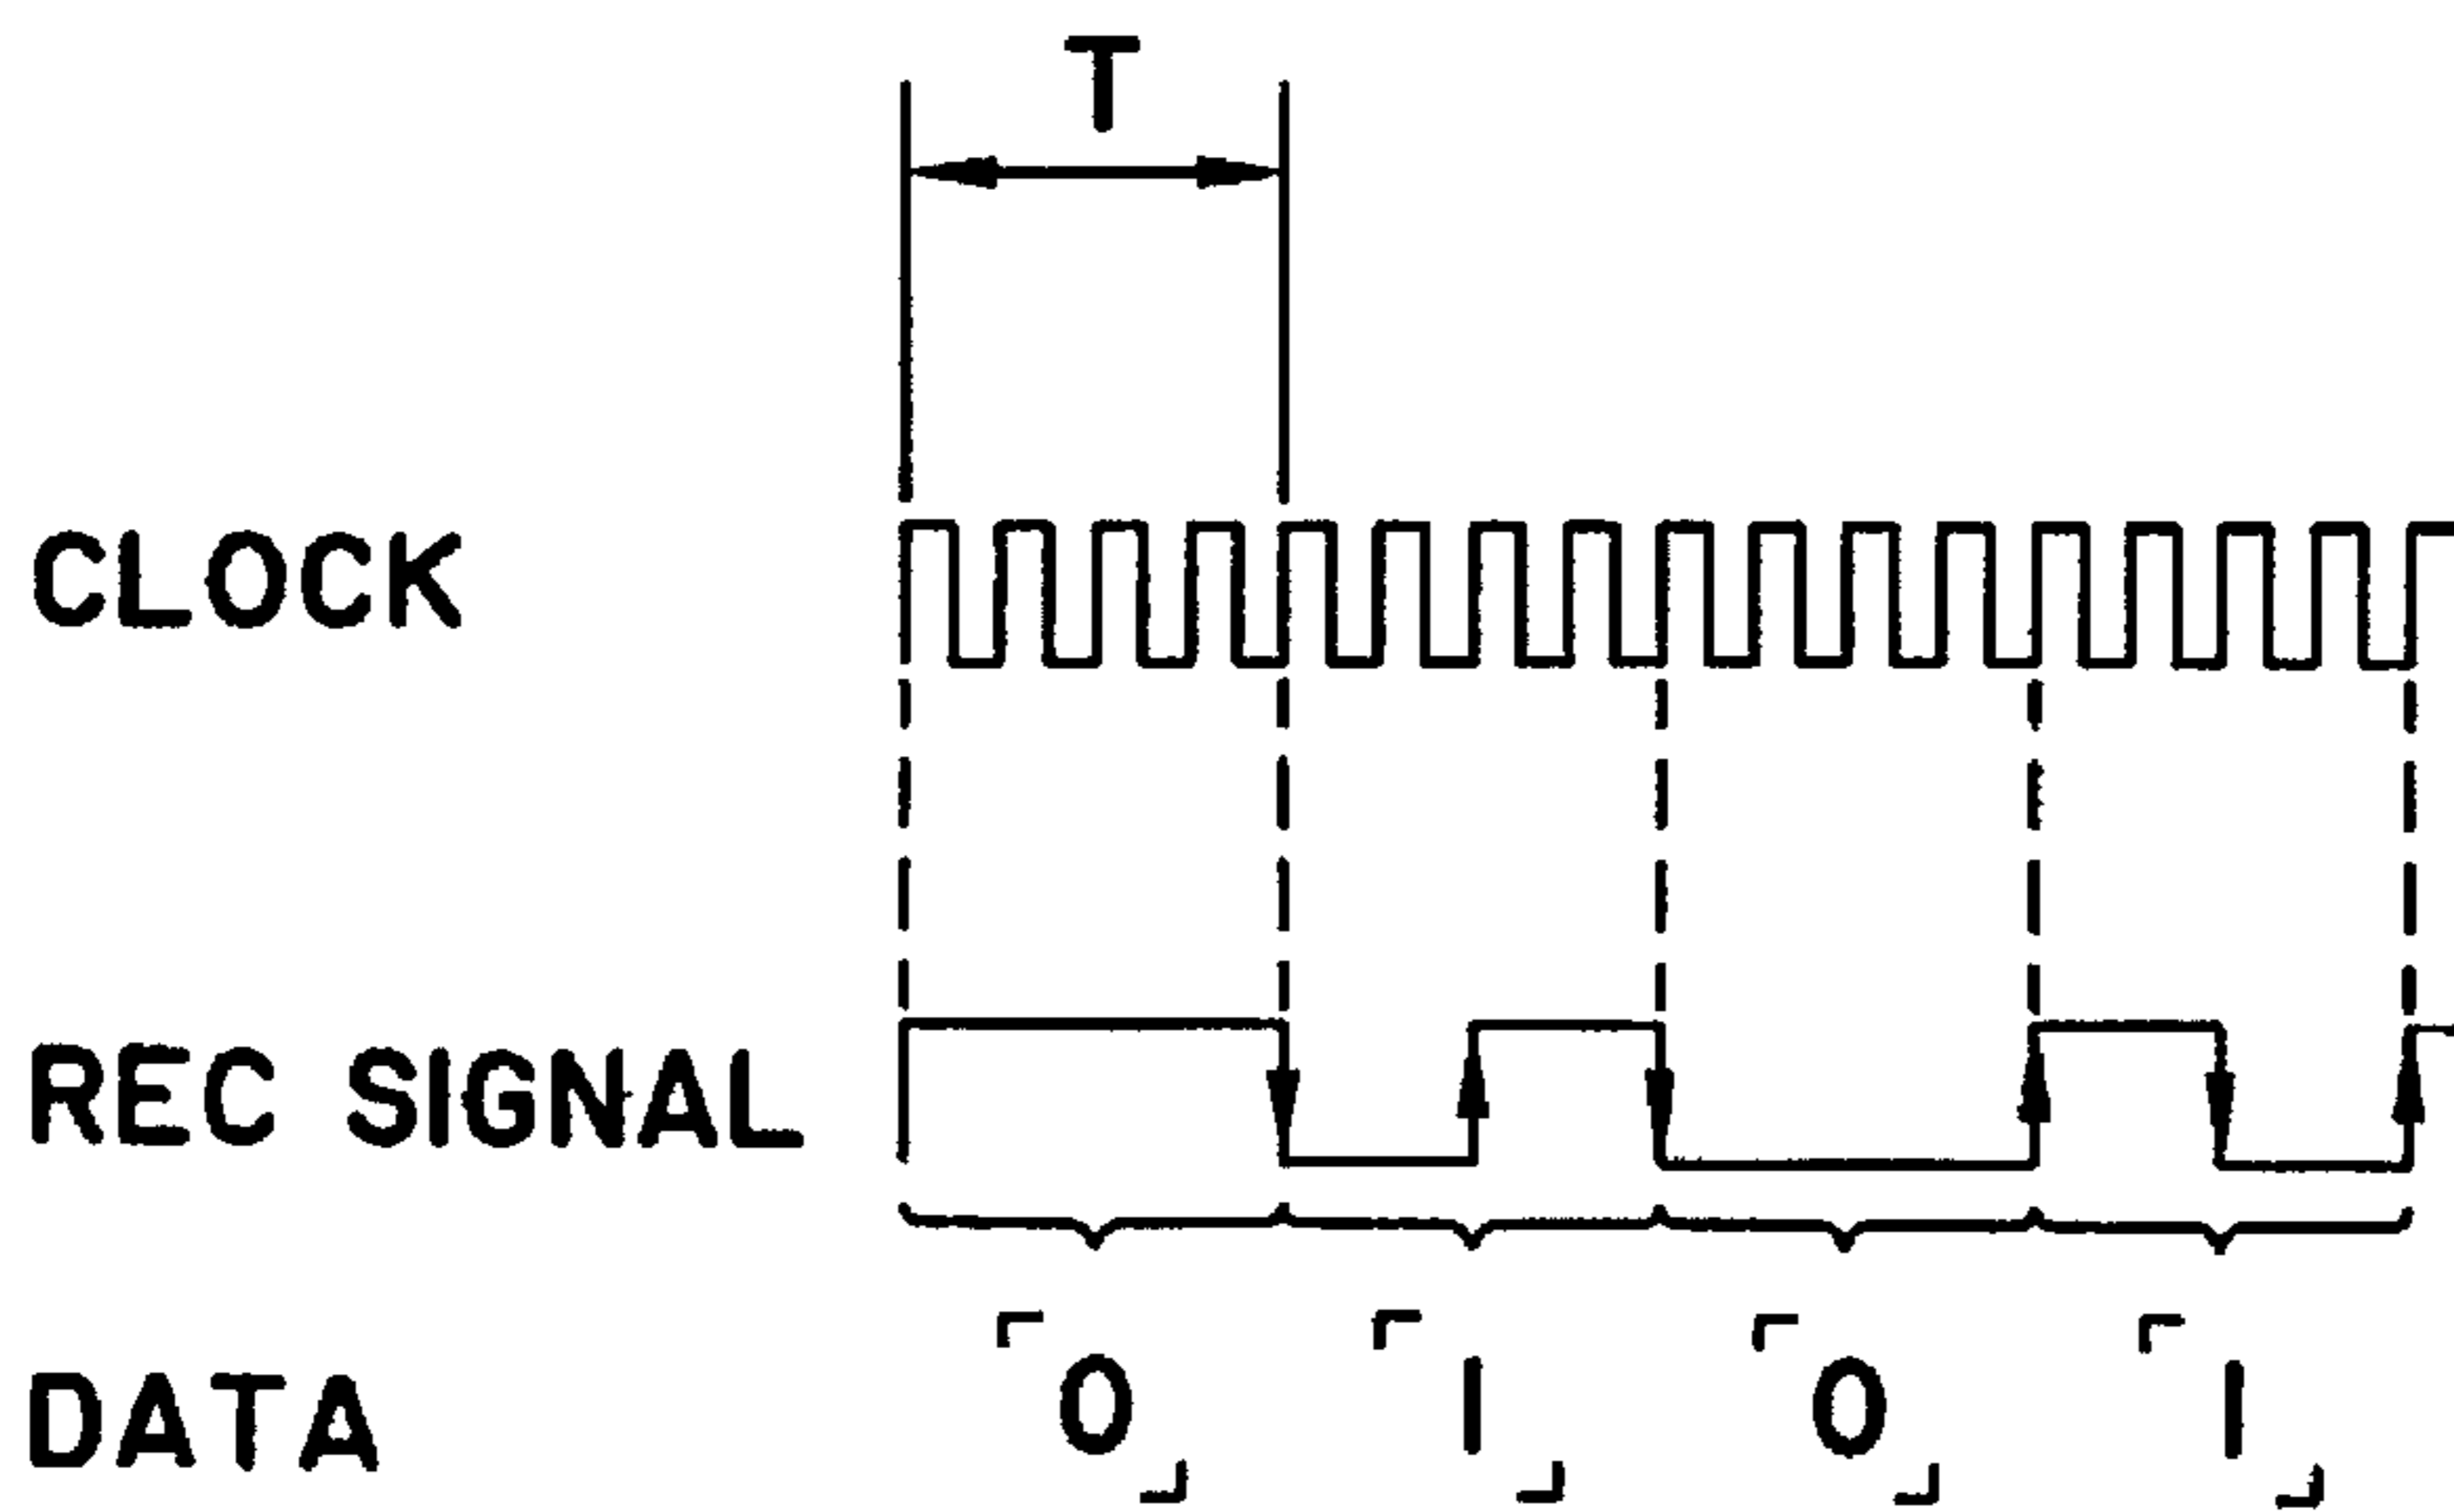 T
CLOCK
REC SIGNAL
DATA 「0」 「1」 「0」 「1」